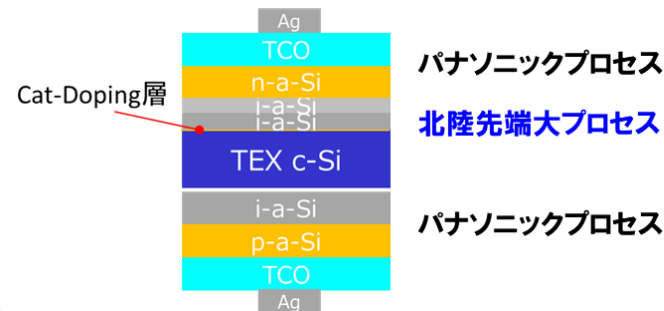 Ag
TCO
パナソニックプロセス
n-a-Si
Cat-Doping層
i-a-Si
i-a-Si
北陸先端大プロセス
TEX c-Si
i-a-Si
パナソニックプロセス
p-a-Si
TCO
Ag